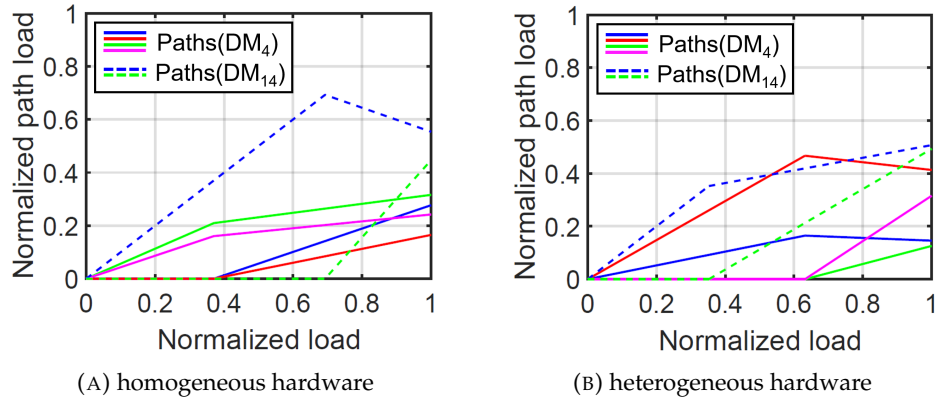 1
0.8
0.6
0.4
0.2
0
0 0.2 0.4 0.6 0.8 1
Normalized path load
Normalized load
Paths(DM4)
Paths(DM14)
(A) homogeneous hardware
1
0.8
0.6
0.4
0.2
0
0 0.2 0.4 0.6 0.8 1
Normalized path load
Normalized load
Paths(DM4)
Paths(DM14)
(B) heterogeneous hardware